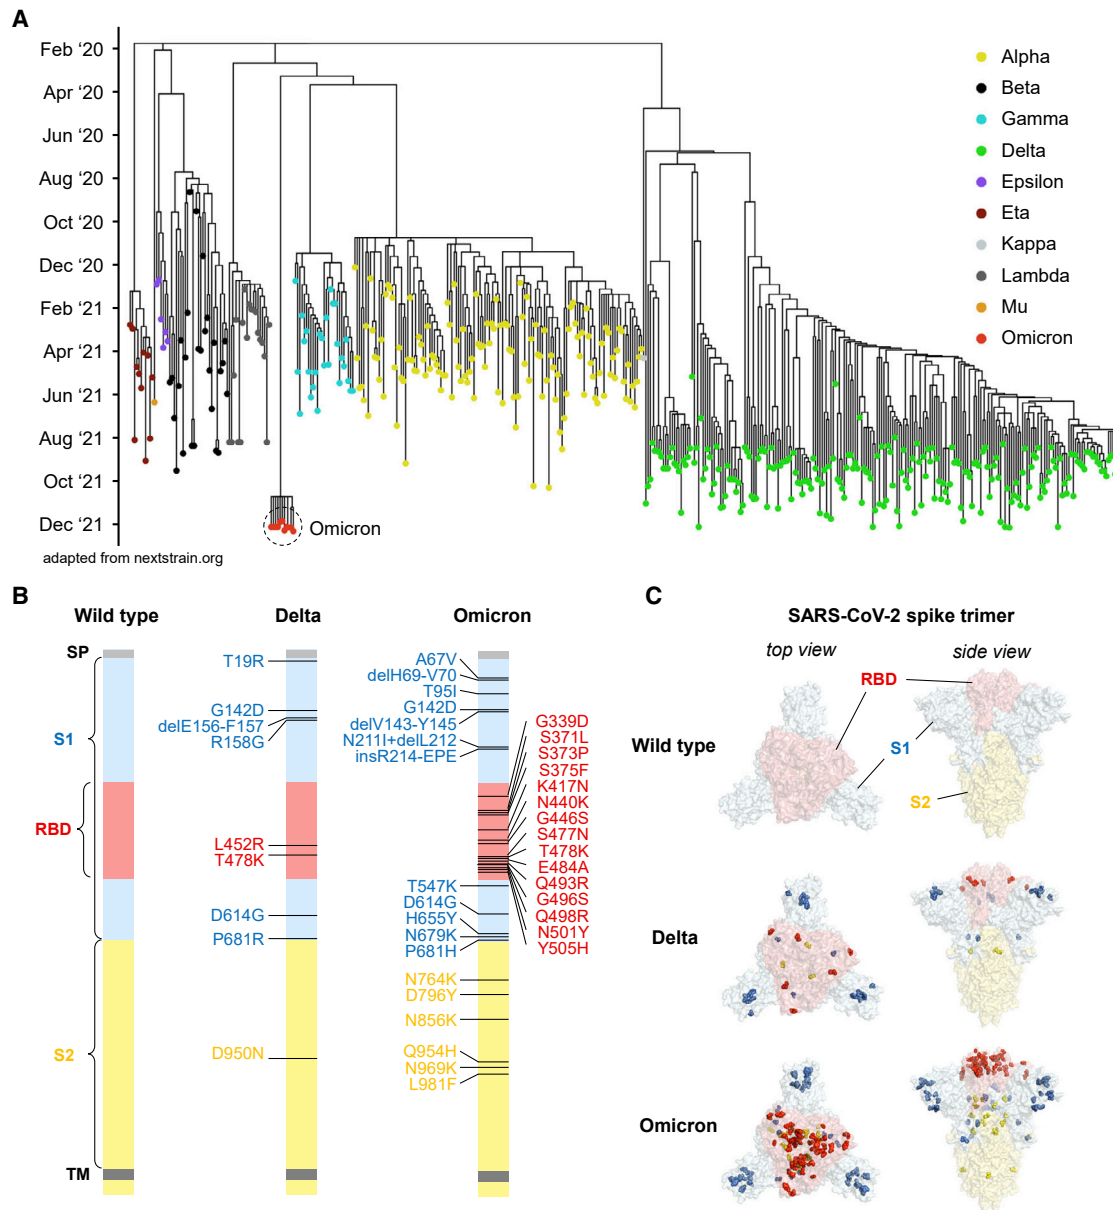 A
Feb ‘20
Apr ‘20
Jun ‘20
Aug ‘20
Oct ‘20
Dec ‘20
Feb ‘21
Apr ‘21
Jun ‘21
Aug ‘21
Oct ‘21
Dec ‘21
Alpha
Beta
Gamma
Delta
Epsilon
Eta
Kappa
Lambda
Mu
Omicron
Omicron
adapted from nextstrain.org
B
Wild type
Delta
Omicron
SP
S1
RBD
S2
TM
T19R
G142D
delE156-F157
R158G
L452R
T478K
D614G
P681R
D950N
A67V
delH69-V70
T95I
G142D
delV143-Y145
N211I+delL212
insR214-EPE
G339D
S371L
S373P
S375F
K417N
N440K
G446S
S477N
T478K
E484A
Q493R
G496S
Q498R
N501Y
Y505H
T547K
D614G
H655Y
N679K
P681H
N764K
D796Y
N856K
Q954H
N969K
L981F
C
SARS-CoV-2 spike trimer
top view
side view
RBD
Wild type
S1
S2
Delta
Omicron